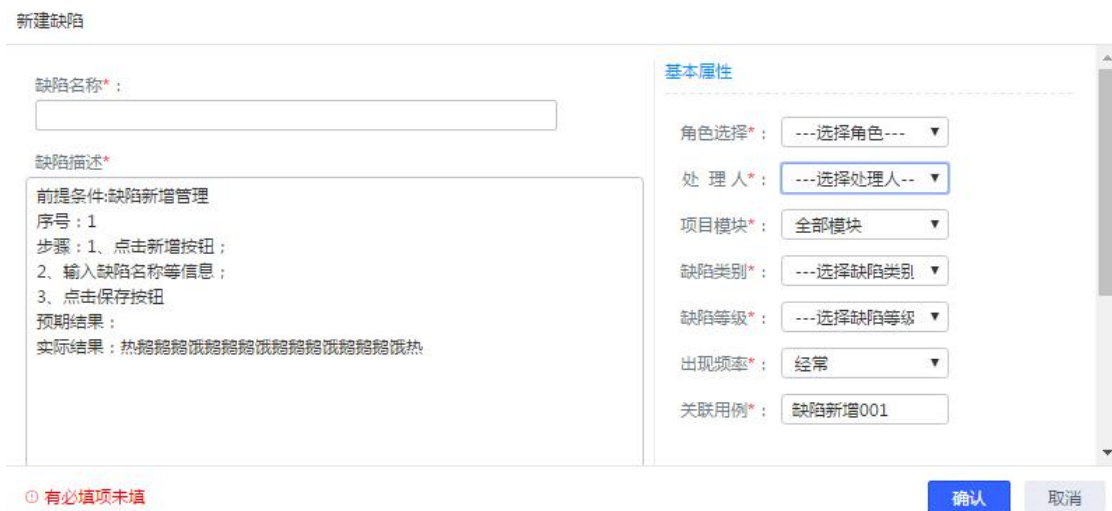 新建缺陷
缺陷名称*：
缺陷描述*
前提条件:缺陷新增管理
序号：1
步骤：1、点击新增按钮；
2、输入缺陷名称等信息；
3、点击保存按钮
预期结果：
实际结果：热鹅鹅鹅饿鹅鹅鹅饿鹅鹅鹅饿鹅鹅鹅饿热
基本属性
角色选择*： ---选择角色---
处 理 人*： ---选择处理人--
项目模块*： 全部模块
缺陷类别*： ---选择缺陷类别
缺陷等级*： ---选择缺陷等级
出现频率*： 经常
关联用例*： 缺陷新增001
有必填项未填
确认 取消